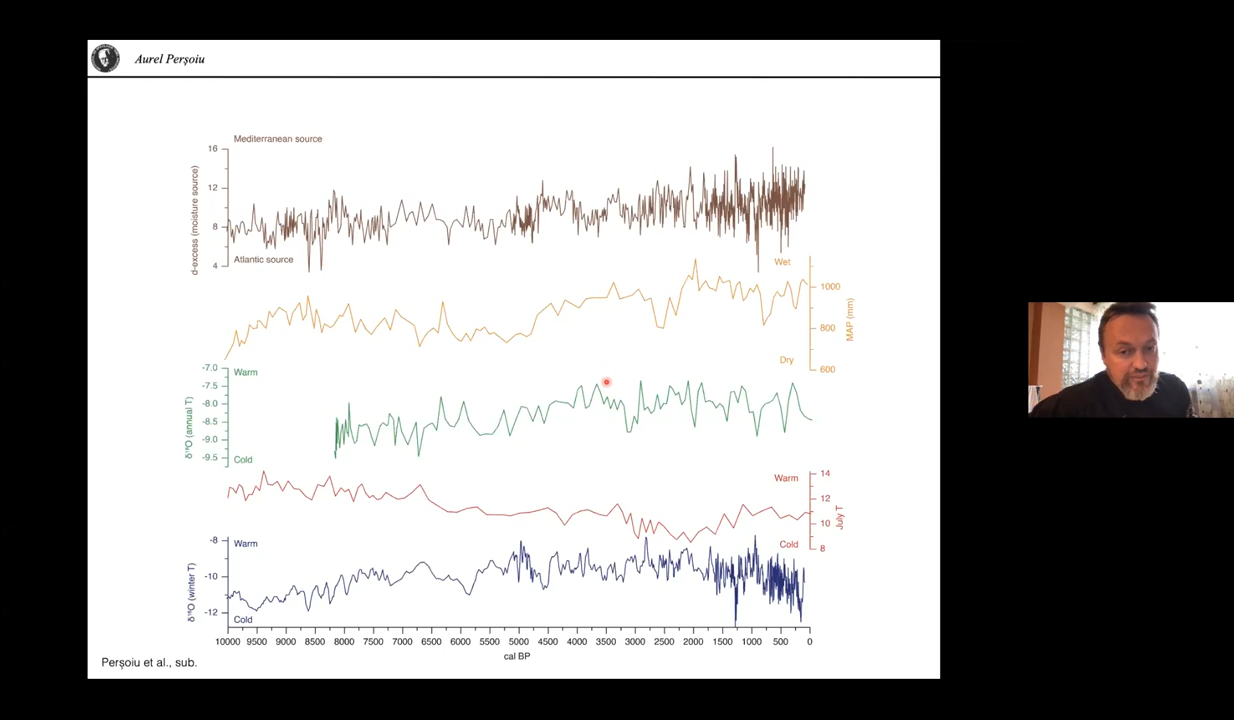 Aurel Perșoiu
Mediterranean source
16
12
8
4
d-excess (moisture source)
Atlantic source
Wet
1000
800
600
MAP (mm)
Dry
-7.0
-7.5
-8.0
-8.5
-9.0
-9.5
δ¹⁸O (annual T)
Warm
Cold
14
12
10
8
July T
Warm
Cold
-8
-10
-12
δ¹⁸O (winter T)
Warm
Cold
10000 9500 9000 8500 8000 7500 7000 6500 6000 5500 5000 4500 4000 3500 3000 2500 2000 1500 1000 500 0
cal BP
Perșoiu et al., sub.